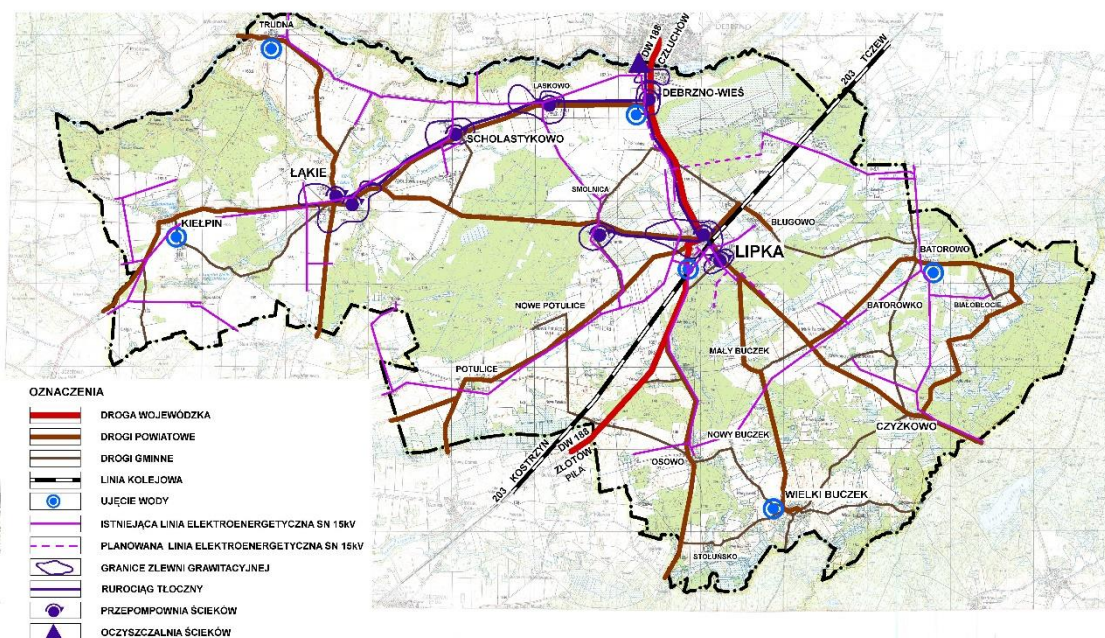 TRUDNA
DW 188
CZŁUCHÓW
203 TCZEW
LASKOWO
DEBRZNO-WIEŚ
SCHOLASTYKOWO
ŁĄKIE
SMOLNICA
KIEŁPIN
BŁUGOWO
LIPKA
BATOROWO
NOWE POTULICE
BATORÓWKO
BIAŁOBŁOCIE
MAŁY BUCZEK
POTULICE
CZYŻKOWO
NOWY BUCZEK
OSOWO
DW 188
ZŁOTÓW
PIŁA
203 KOSTRZYN
WIELKI BUCZEK
STOŁUŃSKO
OZNACZENIA
DROGA WOJEWÓDZKA
DROGI POWIATOWE
DROGI GMINNE
LINIA KOLEJOWA
UJĘCIE WODY
ISTNIEJĄCA LINIA ELEKTROENERGETYCZNA SN 15kV
PLANOWANA LINIA ELEKTROENERGETYCZNA SN 15kV
GRANICE ZLEWNI GRAWITACYJNEJ
RUROCIĄG TŁOCZNY
PRZEPOMPOWNIA ŚCIEKÓW
OCZYSZCZALNIA ŚCIEKÓW